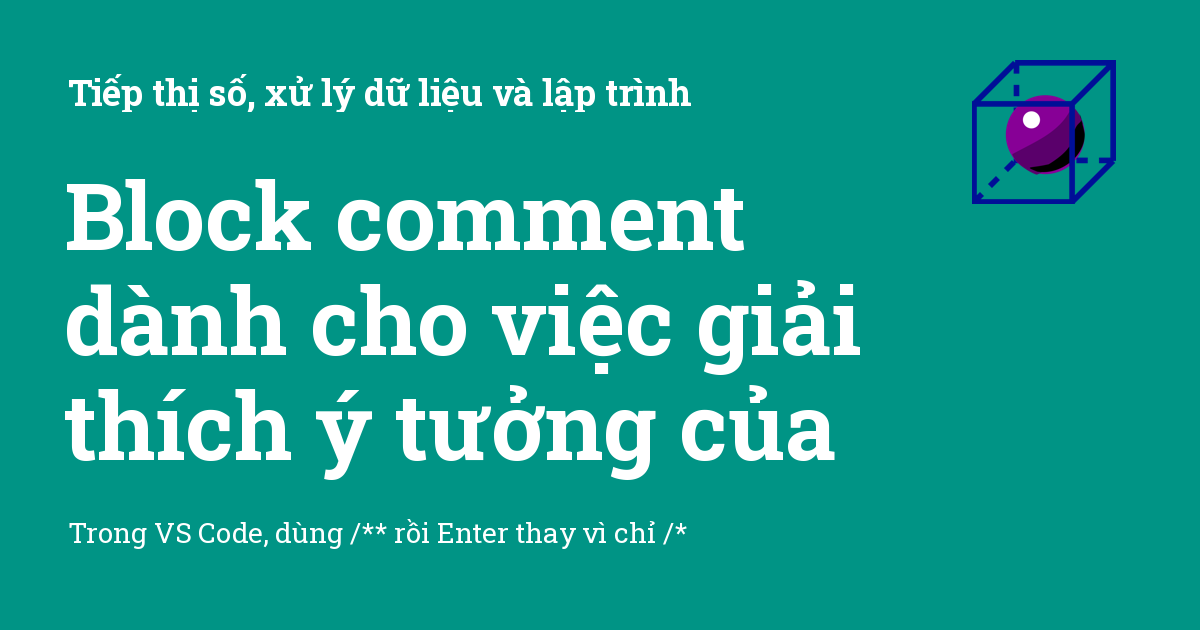 Tiếp thị số, xử lý dữ liệu và lập trình
Block comment
dành cho việc giải
thích ý tưởng của
Trong VS Code, dùng /** rồi Enter thay vì chỉ /*